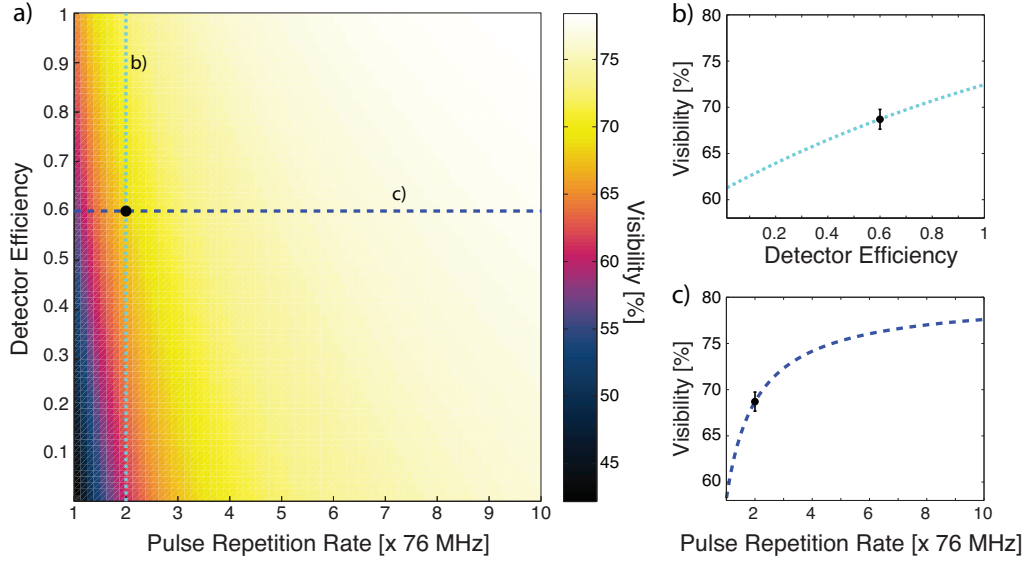 a)
1
0.9
0.8
0.7
0.6
0.5
0.4
0.3
0.2
0.1
Detector Efficiency
b)
c)
1 2 3 4 5 6 7 8 9 10
Pulse Repetition Rate [x 76 MHz]
75
70
65
60
55
50
45
Visibility [%]
b)
80
75
70
65
60
Visibility [%]
0.2 0.4 0.6 0.8 1
Detector Efficiency
c)
80
75
70
65
60
Visibility [%]
2 4 6 8 10
Pulse Repetition Rate [x 76 MHz]